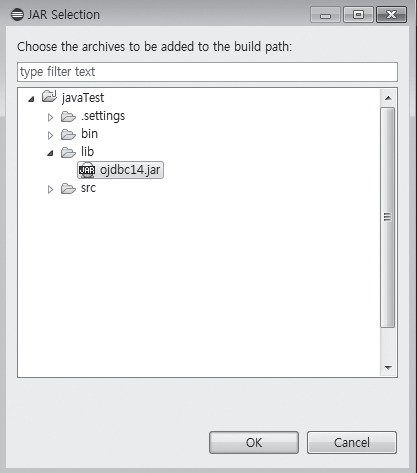 JAR Selection
Choose the archives to be added to the build path:
type filter text
javaTest
.settings
bin
lib
ojdbc14.jar
src
OK
Cancel